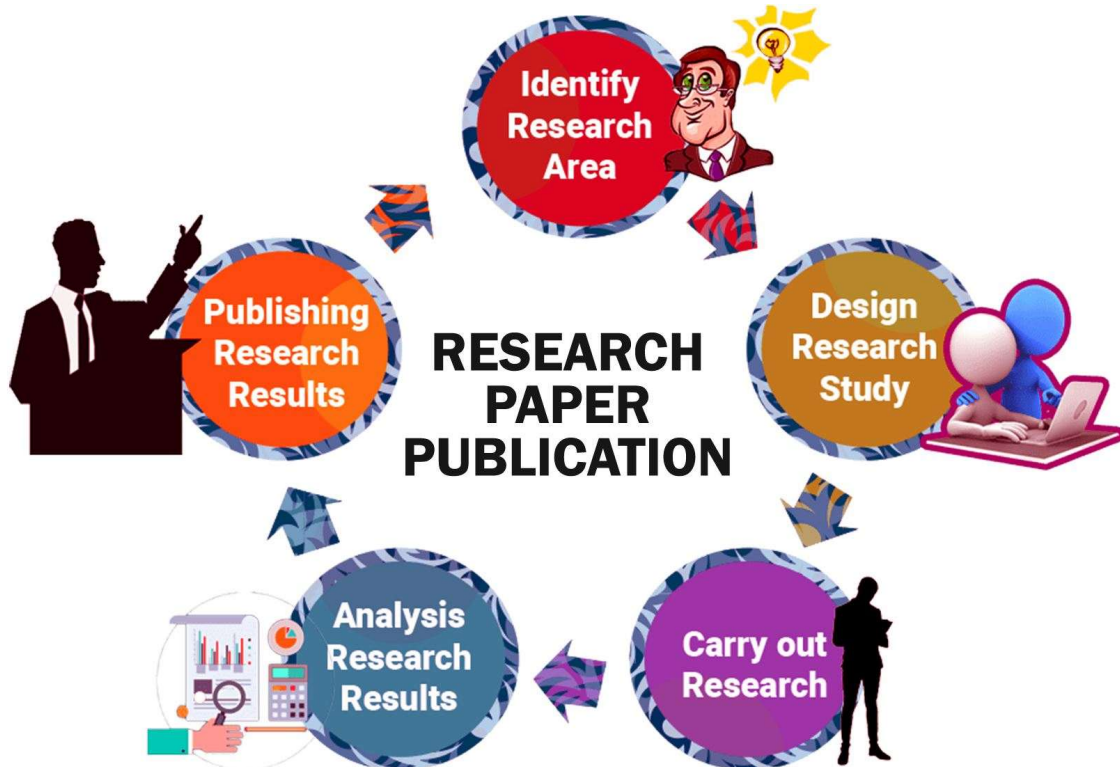 Identify
Research
Area
Design
Research
Study
Carry out
Research
Analysis
Research
Results
Publishing
Research
Results
RESEARCH
PAPER
PUBLICATION